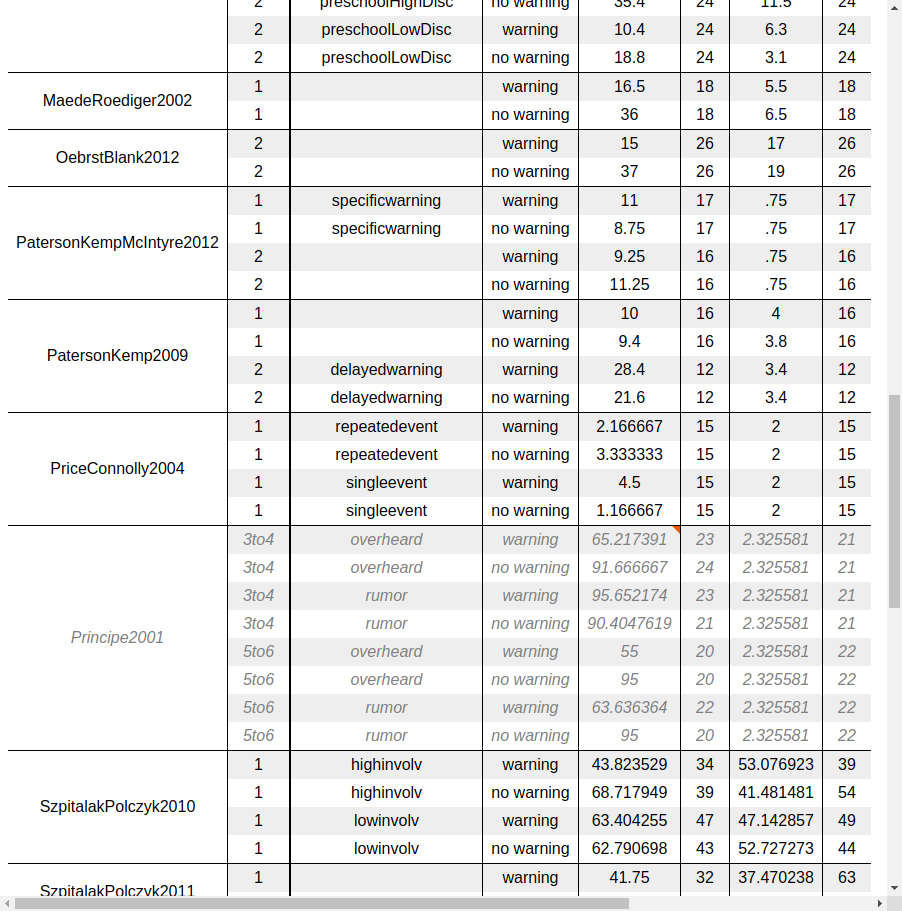 2 preschoolHighDisc no warning 35.4 24 11.5 24
2 preschoolLowDisc warning 10.4 24 6.3 24
2 preschoolLowDisc no warning 18.8 24 3.1 24
MaedeRoediger2002 1 warning 16.5 18 5.5 18
1 no warning 36 18 6.5 18
OebrstBlank2012 2 warning 15 26 17 26
2 no warning 37 26 19 26
PatersonKempMcIntyre2012 1 specificwarning warning 11 17 .75 17
1 specificwarning no warning 8.75 17 .75 17
2 warning 9.25 16 .75 16
2 no warning 11.25 16 .75 16
PatersonKemp2009 1 warning 10 16 4 16
1 no warning 9.4 16 3.8 16
2 delayedwarning warning 28.4 12 3.4 12
2 delayedwarning no warning 21.6 12 3.4 12
PriceConnolly2004 1 repeatedevent warning 2.166667 15 2 15
1 repeatedevent no warning 3.333333 15 2 15
1 singleevent warning 4.5 15 2 15
1 singleevent no warning 1.166667 15 2 15
Principe2001 3to4 overheard warning 65.217391 23 2.325581 21
3to4 overheard no warning 91.666667 24 2.325581 21
3to4 rumor warning 95.652174 23 2.325581 21
3to4 rumor no warning 90.4047619 21 2.325581 21
5to6 overheard warning 55 20 2.325581 22
5to6 overheard no warning 95 20 2.325581 22
5to6 rumor warning 63.636364 22 2.325581 22
5to6 rumor no warning 95 20 2.325581 22
SzpitalakPolczyk2010 1 highinvolv warning 43.823529 34 53.076923 39
1 highinvolv no warning 68.717949 39 41.481481 54
1 lowinvolv warning 63.404255 47 47.142857 49
1 lowinvolv no warning 62.790698 43 52.727273 44
SzpitalakPolczyk2011 1 warning 41.75 32 37.470238 63